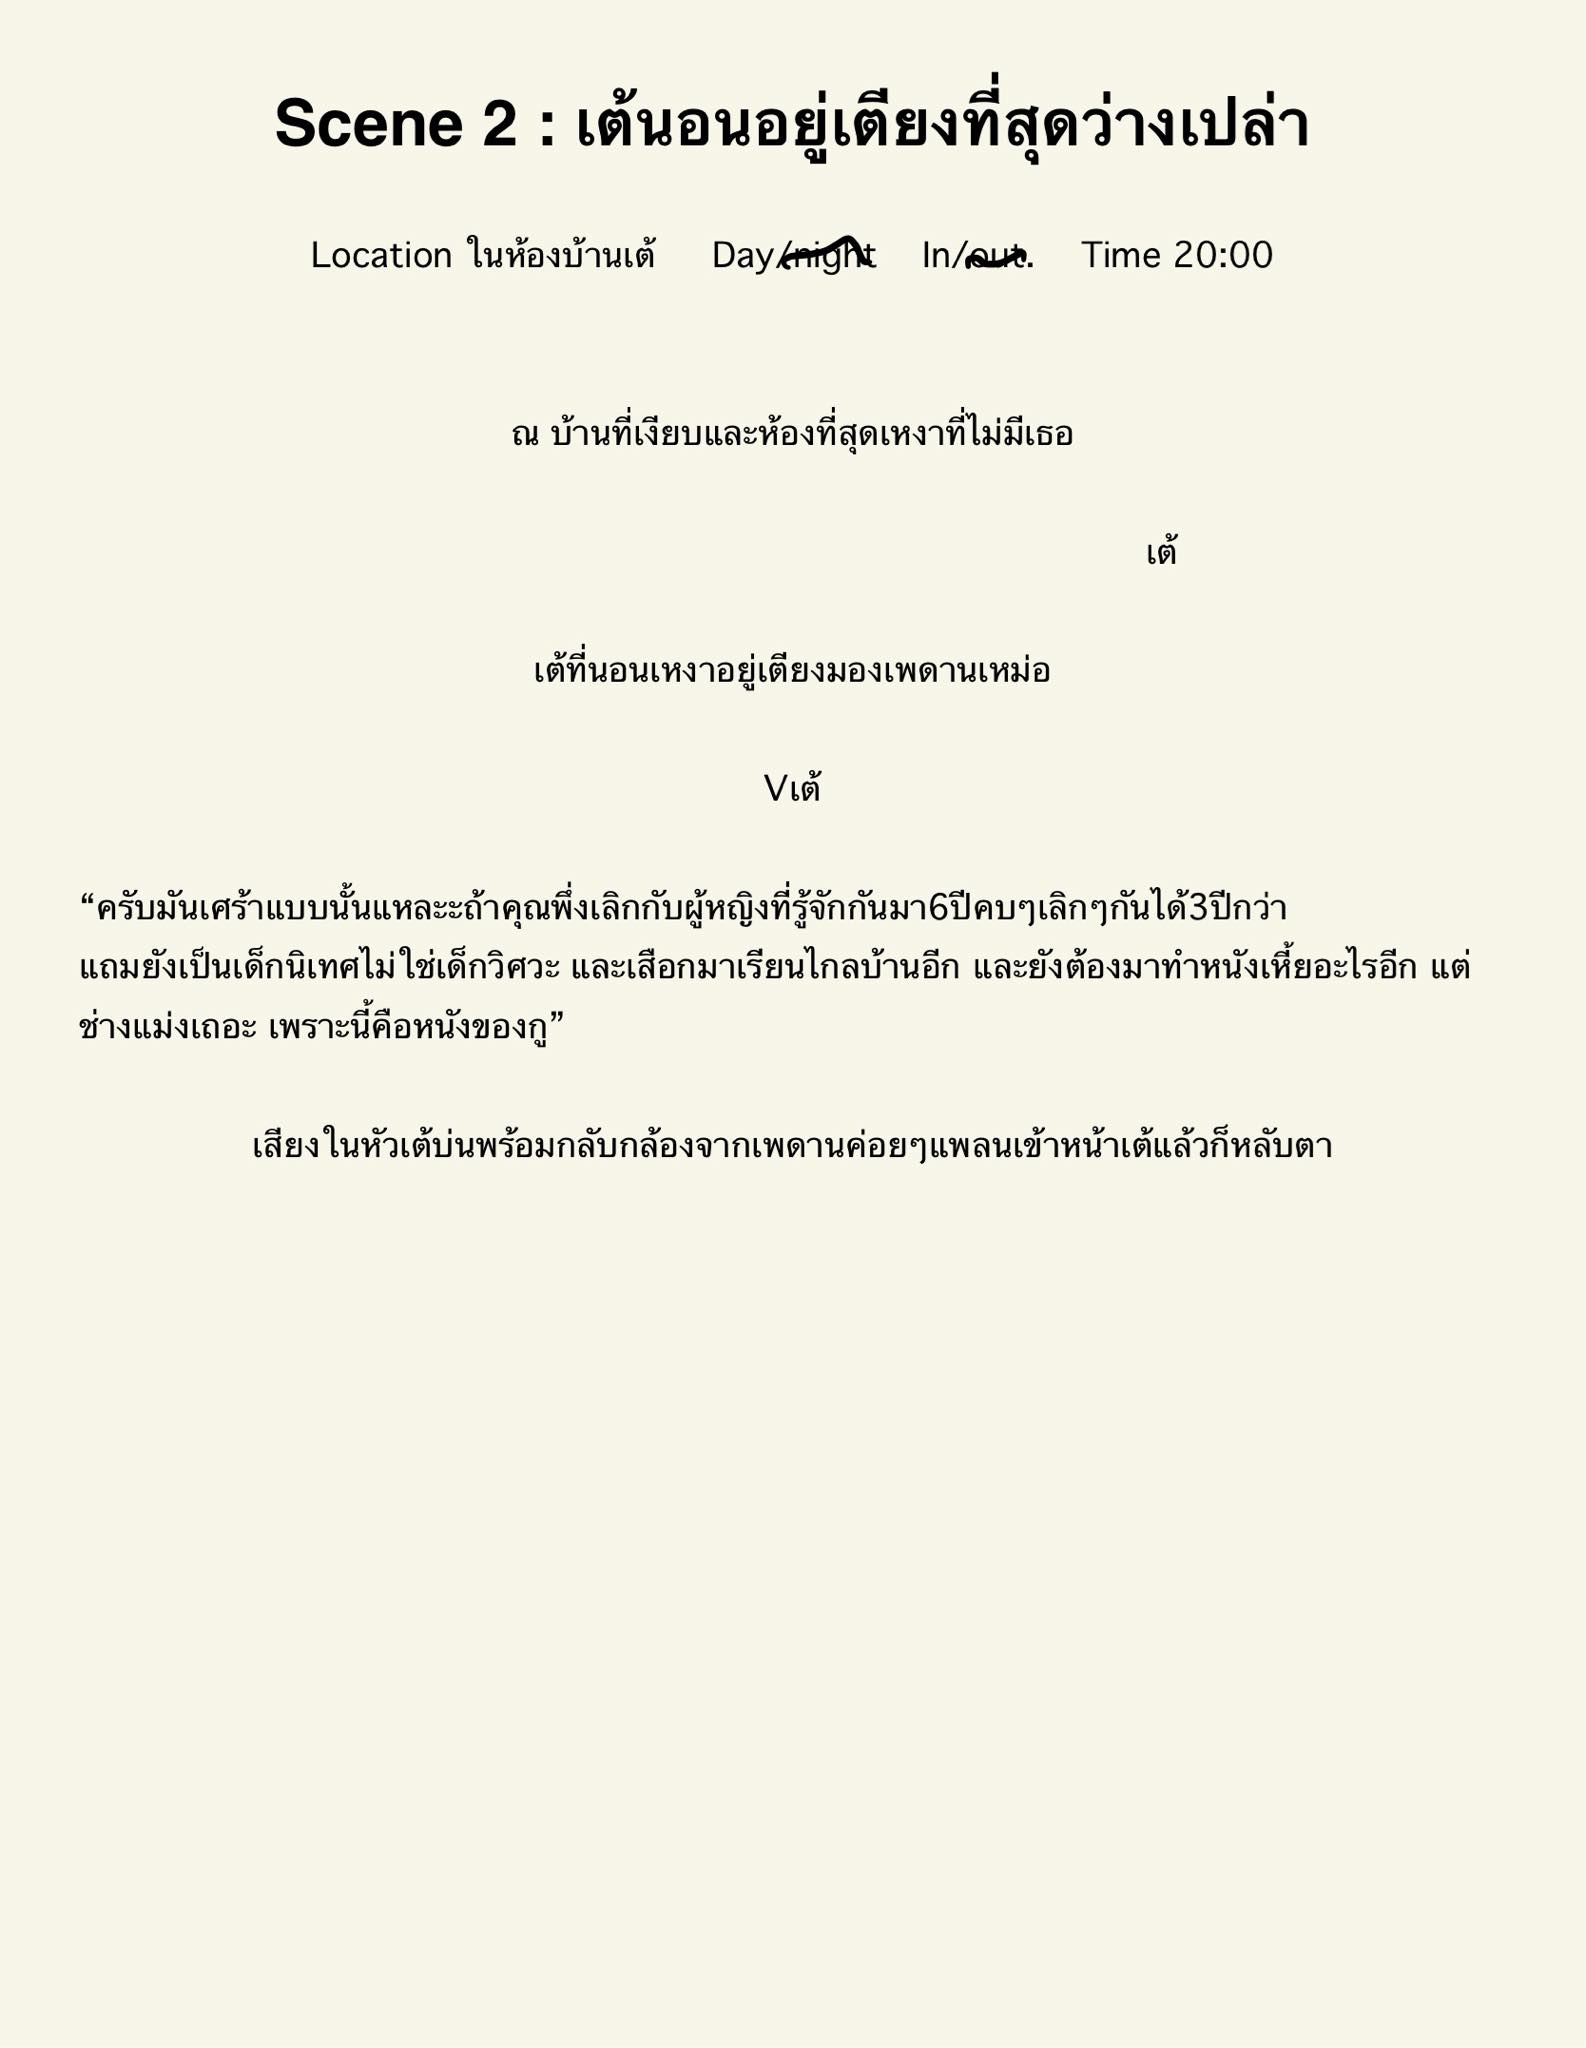 Scene 2 : เต้นอนอยู่เตียงที่สุดว่างเปล่า
Location ในห้องบ้านเต้ Day/night In/out. Time 20:00
ณ บ้านที่เงียบและห้องที่สุดเหงาที่ไม่มีเธอ
เต้
เต้ที่นอนเหงาอยู่เตียงมองเพดานเหม่อ
Vเต้
“ครับมันเศร้าแบบนั้นแหละะถ้าคุณพึ่งเลิกกับผู้หญิงที่รู้จักกันมา6ปีคบๆเลิกๆกันได้3ปีกว่า
แถมยังเป็นเด็กนิเทศไม่ใช่เด็กวิศวะ และเสือกมาเรียนไกลบ้านอีก และยังต้องมาทำหนังเหี้ยอะไรอีก แต่
ช่างแม่งเถอะ เพราะนี้คือหนังของกู”
เสียงในหัวเต้บ่นพร้อมกลับกล้องจากเพดานค่อยๆแพลนเข้าหน้าเต้แล้วก็หลับตา